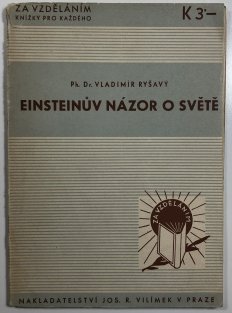 ZA VZDĚLÁNÍM
KNÍŽKY PRO KAŽDÉHO
K 3·–
Ph. Dr. VLADIMÍR RYŠAVÝ
EINSTEINŮV NÁZOR O SVĚTĚ
ZA VZDĚLÁNÍM
NAKLADATELSTVÍ JOS. R. VILÍMEK V PRAZE